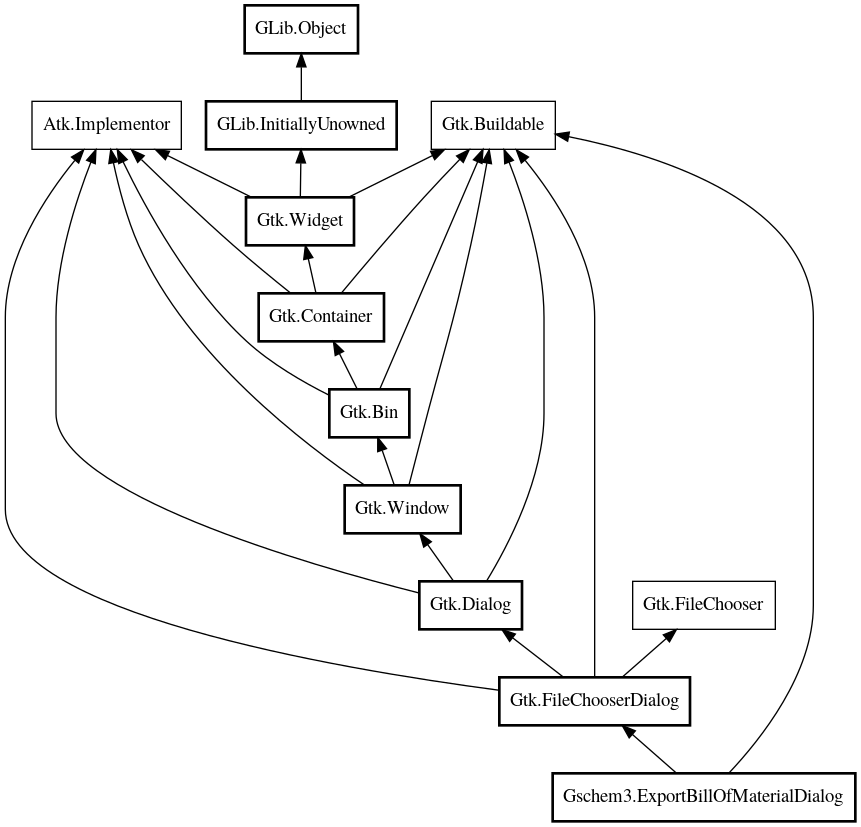 GLib.Object
Atk.Implementor
GLib.InitiallyUnowned
Gtk.Buildable
Gtk.Widget
Gtk.Container
Gtk.Bin
Gtk.Window
Gtk.Dialog
Gtk.FileChooser
Gtk.FileChooserDialog
Gschem3.ExportBillOfMaterialDialog